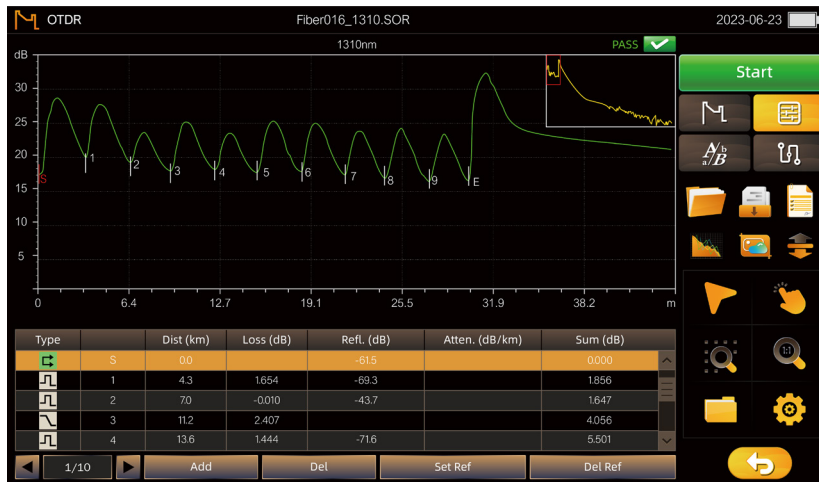 OTDR Fiber016_1310.SOR 2023-06-23
1310nm PASS
dB
30
25
20
15
10
5
S 1 2 3 4 5 6 7 8 9 E
0 6.4 12.7 19.1 25.5 31.9 38.2 m
Start
A/B a/b
1:1
Type Dist (km) Loss (dB) Refl. (dB) Atten. (dB/km) Sum (dB)
S 0.0 -61.5 0.000
1 4.3 1.654 -69.3 1.856
2 7.0 -0.010 -43.7 1.647
3 11.2 2.407 4.056
4 13.6 1.444 -71.6 5.501
1/10 Add Del Set Ref Del Ref